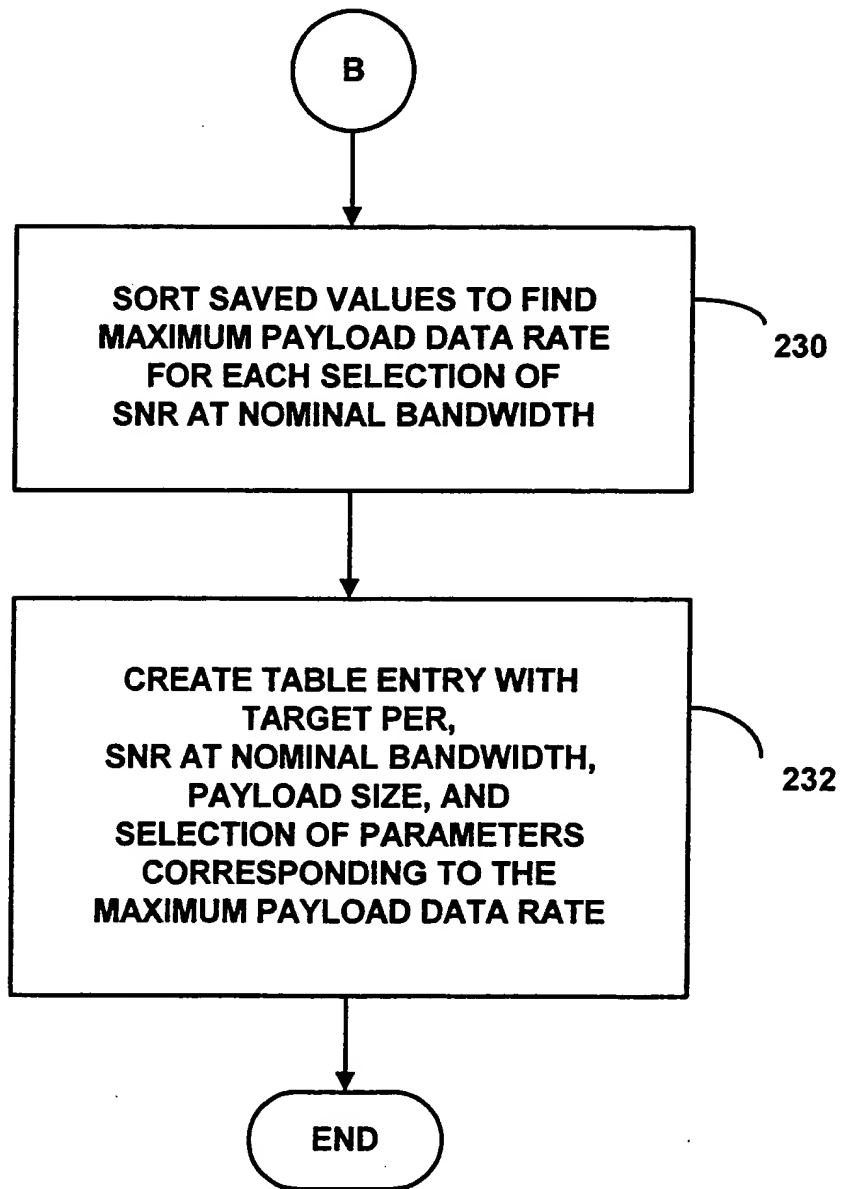 B
SORT SAVED VALUES TO FIND
MAXIMUM PAYLOAD DATA RATE
FOR EACH SELECTION OF
SNR AT NOMINAL BANDWIDTH
230
CREATE TABLE ENTRY WITH
TARGET PER,
SNR AT NOMINAL BANDWIDTH,
PAYLOAD SIZE, AND
SELECTION OF PARAMETERS
CORRESPONDING TO THE
MAXIMUM PAYLOAD DATA RATE
232
END